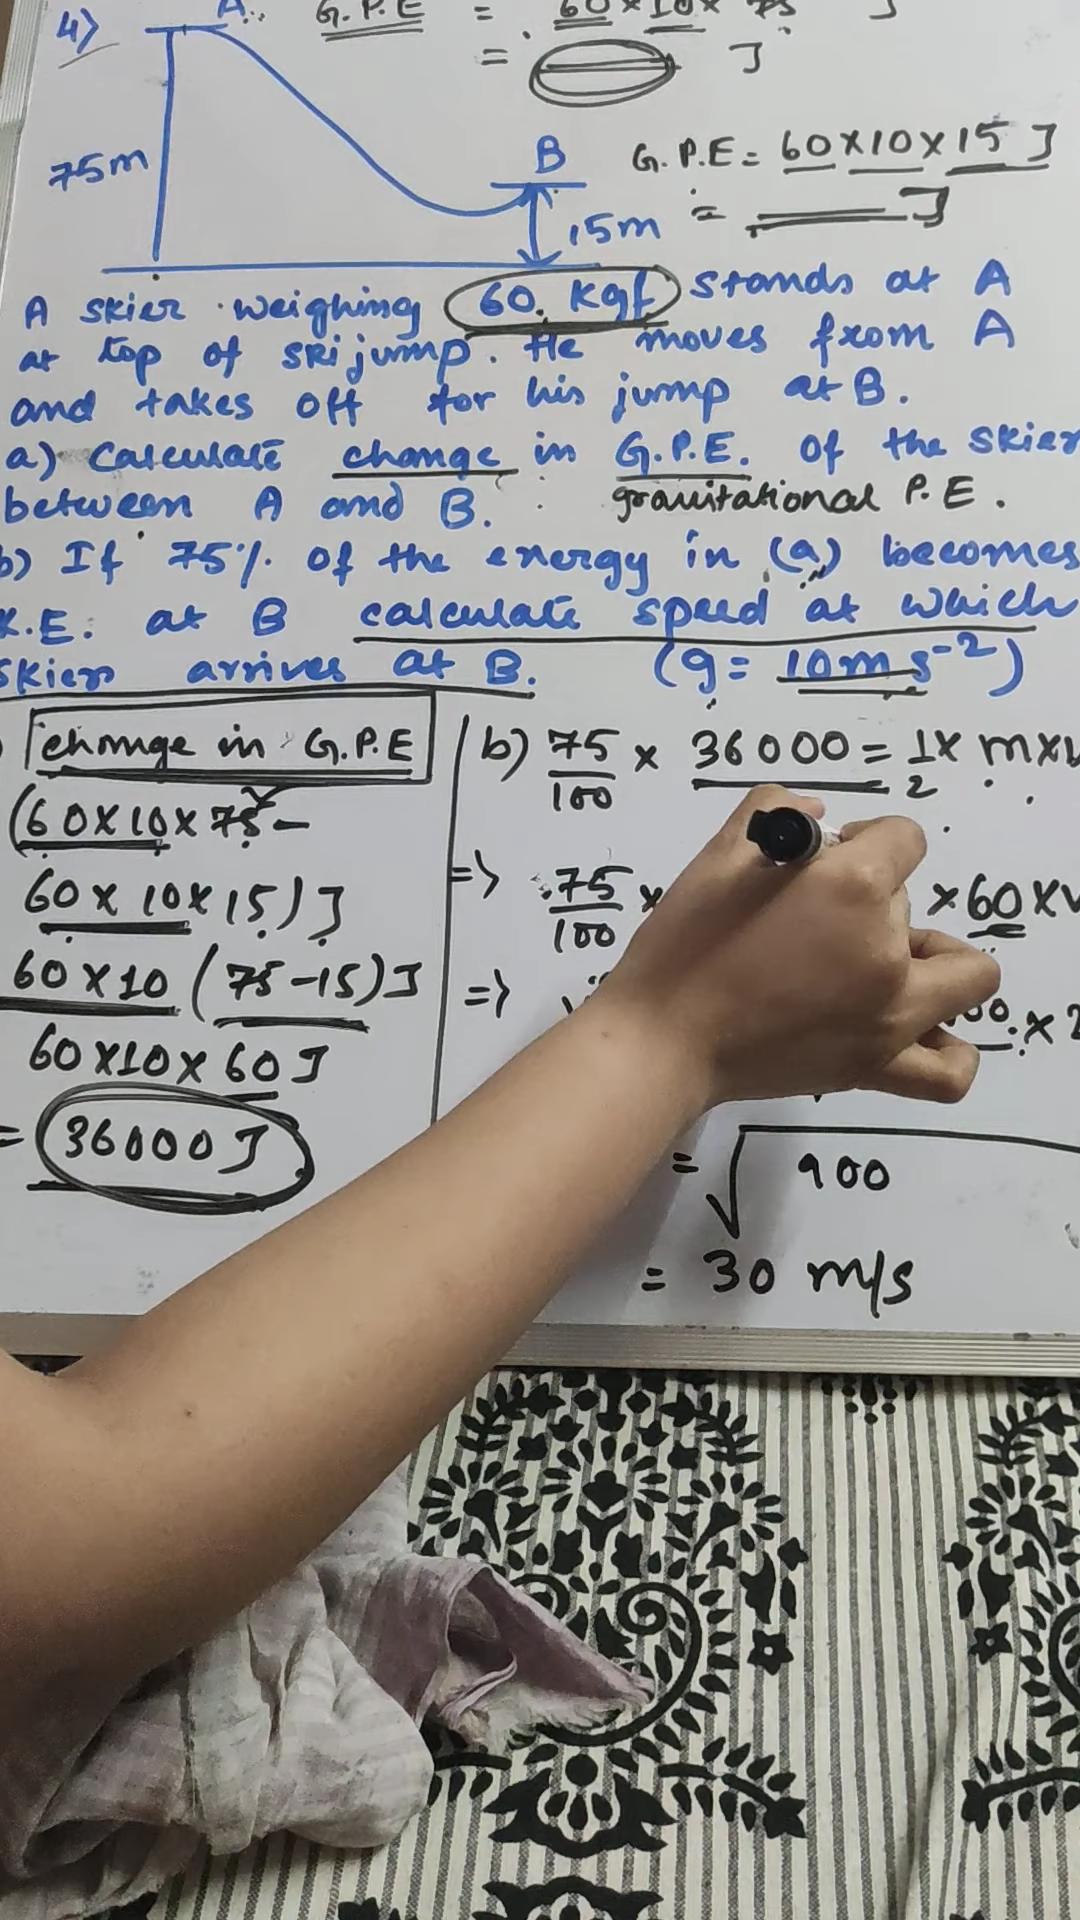 4)
A
G.P.E = 60×10×75 J
= J
75m
B
15m
G.P.E = 60×10×15 J
= J
A skier weighing 60 kgf stands at A
at top of ski jump. He moves from A
and takes off for his jump at B.
a) Calculate change in G.P.E. of the skier
between A and B. gravitational P.E.
b) If 75% of the energy in (a) becomes
K.E. at B calculate speed at which
skier arrives at B. (g = 10 m s⁻²)
change in G.P.E
(60×10×75 −
60×10×15) J
60×10 (75−15) J
60×10×60 J
= 36000 J
b) 75/100 × 36000 = 1/2 × m×v
=> 75/100 × ×60×v
=> ×2
= √900
= 30 m/s